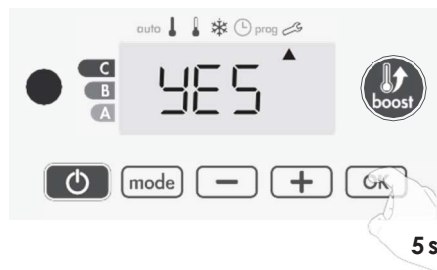 auto prog
C
YES
B
boost
A
mode − + OK
5 s